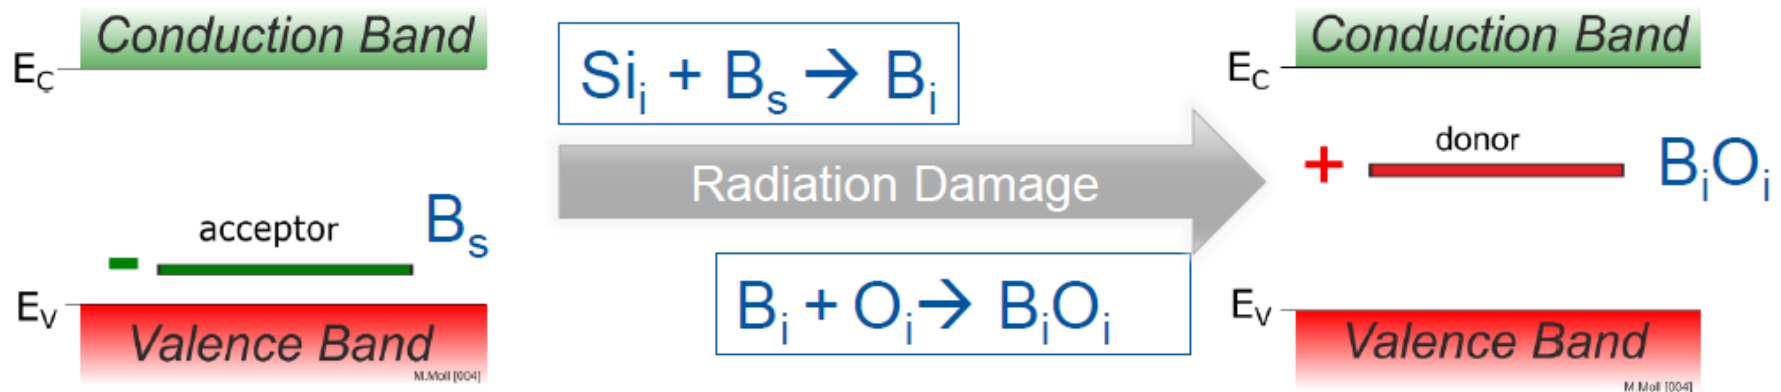 Conduction Band
E_C
acceptor
B_s
-
E_V
Valence Band
M.Moll [004]
Si_i + B_s → B_i
Radiation Damage
B_i + O_i → B_iO_i
Conduction Band
E_C
donor
+
B_iO_i
E_V
Valence Band
M.Moll [004]